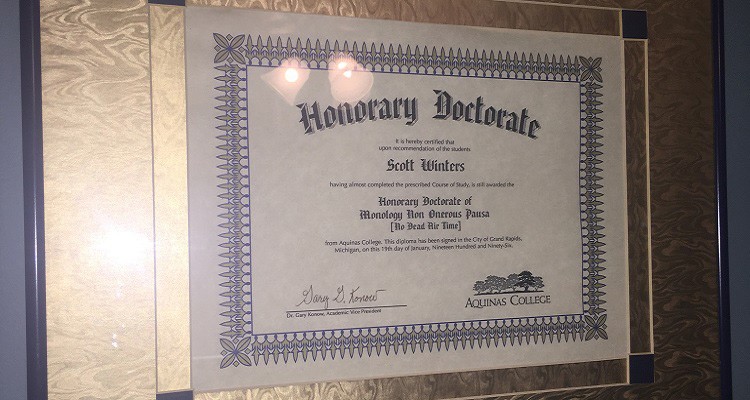 Honorary Doctorate
It is hereby certified that
upon recommendation of the students
Scott Winters
having almost completed the prescribed Course of Study, is still awarded the
Honorary Doctorate of
Monology Non Onerous Pausa
[No Dead Air Time]
from Aquinas College. This diploma has been signed in the City of Grand Rapids,
Michigan, on this 19th day of January, Nineteen Hundred and Ninety-Six.
Gary G. Konow
Dr. Gary Konow, Academic Vice President
AQUINAS COLLEGE